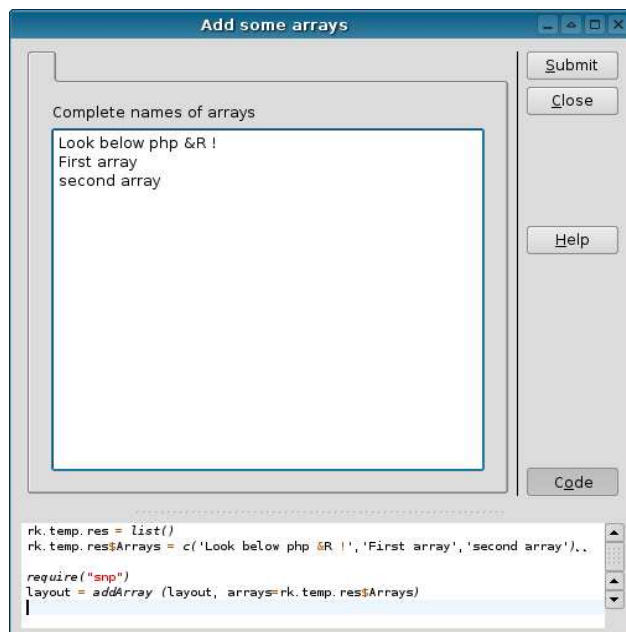 Add some arrays
Submit
Close
Complete names of arrays
Look below php &R !
First array
second array
Help
Code
rk.temp.res = list()
rk.temp.res$Arrays = c('Look below php &R !','First array','second array')..
require("snp")
layout = addArray (layout, arrays=rk.temp.res$Arrays)